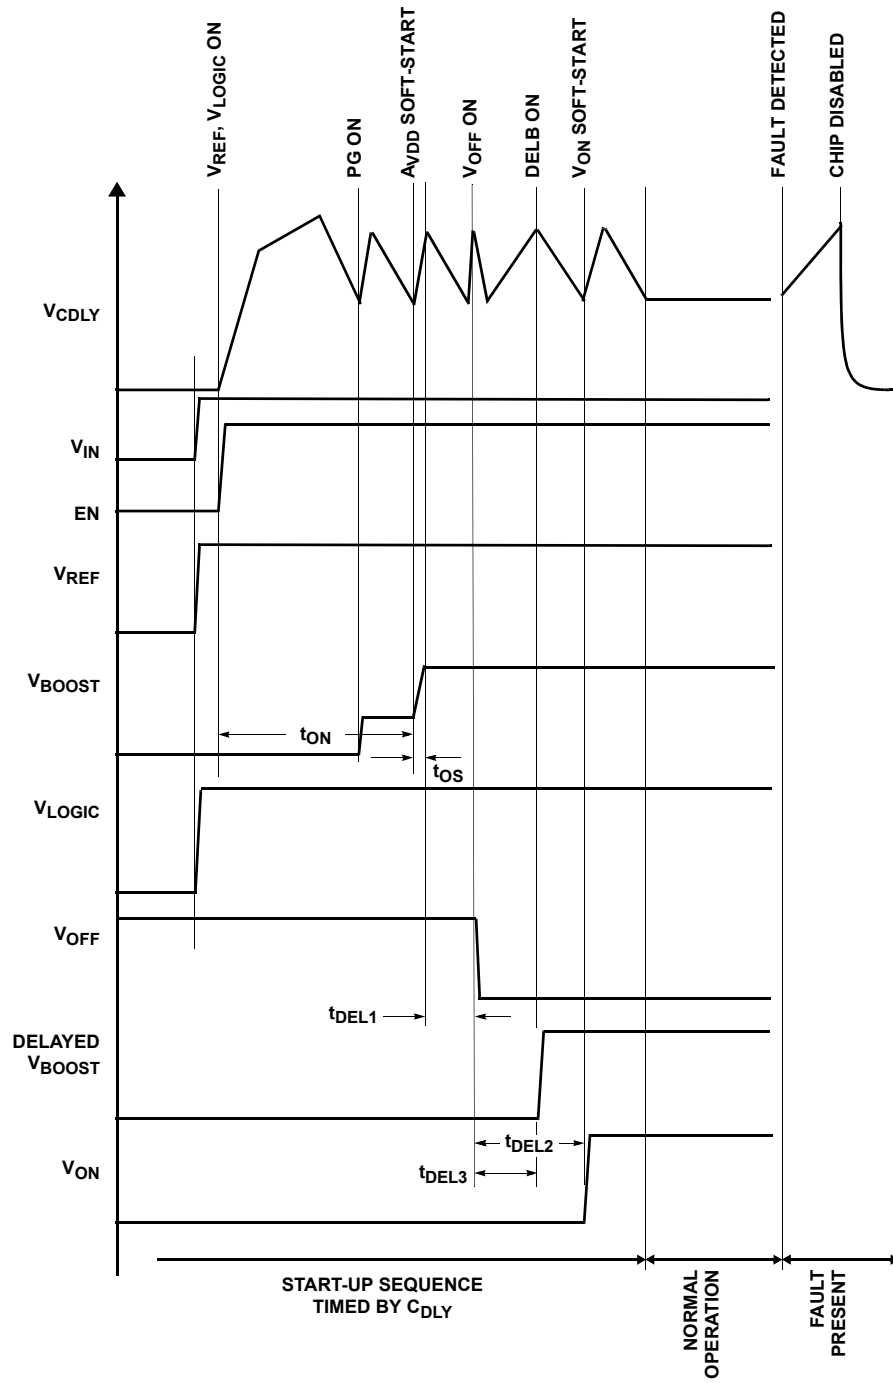 VREF, VLOGIC ON
PG ON
AVDD SOFT-START
VOFF ON
DELB ON
VON SOFT-START
FAULT DETECTED
CHIP DISABLED
VCDLY
VIN
EN
VREF
VBOOST
tON
tOS
VLOGIC
VOFF
tDEL1
DELAYED
VBOOST
tDEL2
VON
tDEL3
START-UP SEQUENCE
TIMED BY CDLY
NORMAL
OPERATION
FAULT
PRESENT